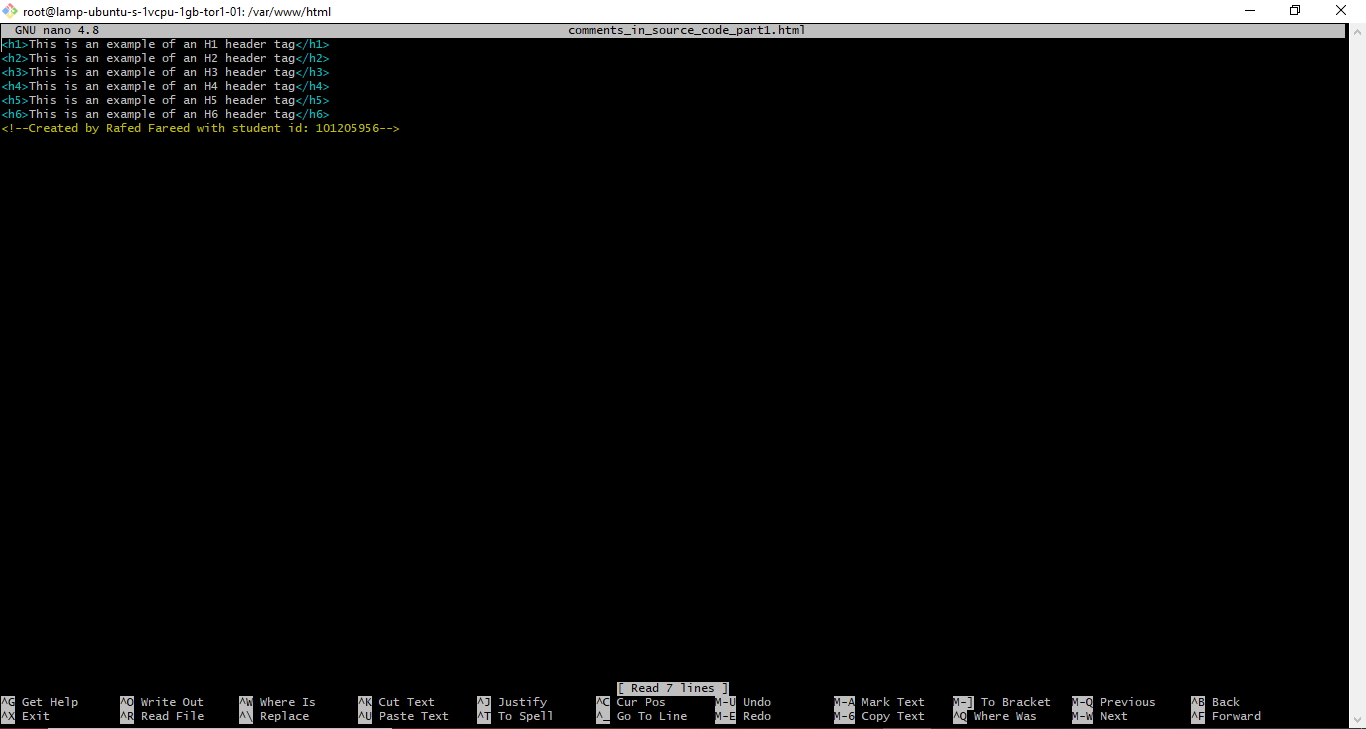 root@lamp-ubuntu-s-1vcpu-1gb-tor1-01: /var/www/html
GNU nano 4.8 comments_in_source_code_part1.html
<h1>This is an example of an H1 header tag</h1>
<h2>This is an example of an H2 header tag</h2>
<h3>This is an example of an H3 header tag</h3>
<h4>This is an example of an H4 header tag</h4>
<h5>This is an example of an H5 header tag</h5>
<h6>This is an example of an H6 header tag</h6>
<!--Created by Rafed Fareed with student id: 101205956-->
[ Read 7 lines ]
^G Get Help ^O Write Out ^W Where Is ^K Cut Text ^J Justify ^C Cur Pos M-U Undo M-A Mark Text M-] To Bracket M-Q Previous ^B Back
^X Exit ^R Read File ^\ Replace ^U Paste Text ^T To Spell ^_ Go To Line M-E Redo M-6 Copy Text ^Q Where Was M-W Next ^F Forward